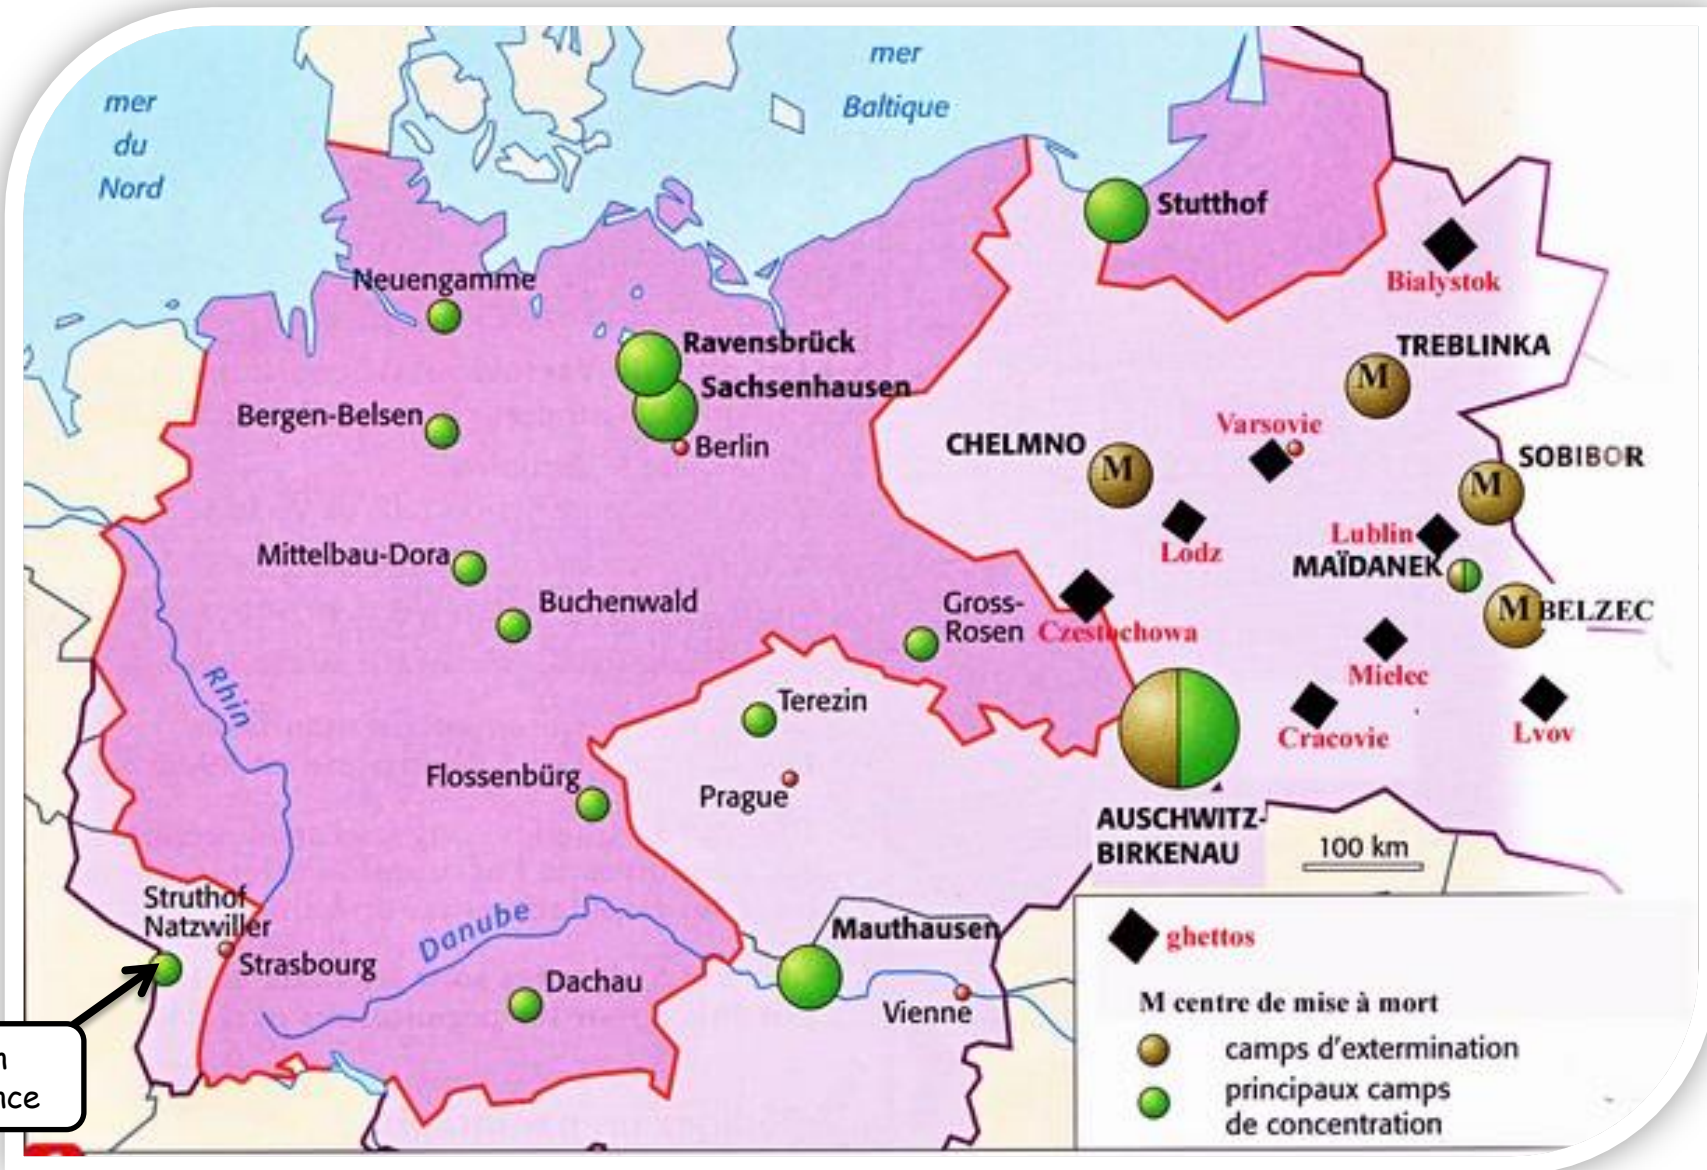 mer
du
Nord
mer
Baltique
Stutthof
Bialystok
Neuengamme
Ravensbrück
Sachsenhausen
Berlin
Bergen-Belsen
TREBLINKA
M
Varsovie
CHELMNO
M
SOBIBOR
M
Lodz
Lublin
MAÏDANEK
Mittelbau-Dora
Buchenwald
Gross-
Rosen
Czestochowa
M BELZEC
Mielec
Cracovie
Lvov
Rhin
Terezin
Prague
Flossenbürg
AUSCHWITZ-
BIRKENAU
100 km
Struthof
Natzwiller
Strasbourg
Danube
Dachau
Mauthausen
Vienne
ghettos
M centre de mise à mort
camps d'extermination
principaux camps
de concentration